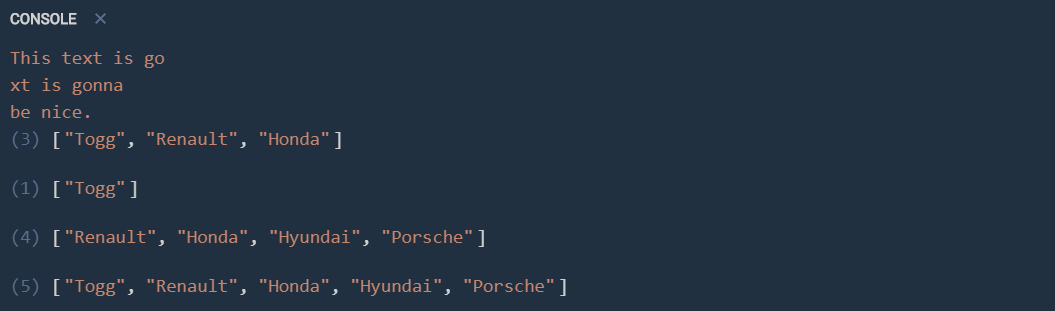 CONSOLE ×
This text is go
xt is gonna
be nice.
(3) ["Togg", "Renault", "Honda"]
(1) ["Togg"]
(4) ["Renault", "Honda", "Hyundai", "Porsche"]
(5) ["Togg", "Renault", "Honda", "Hyundai", "Porsche"]